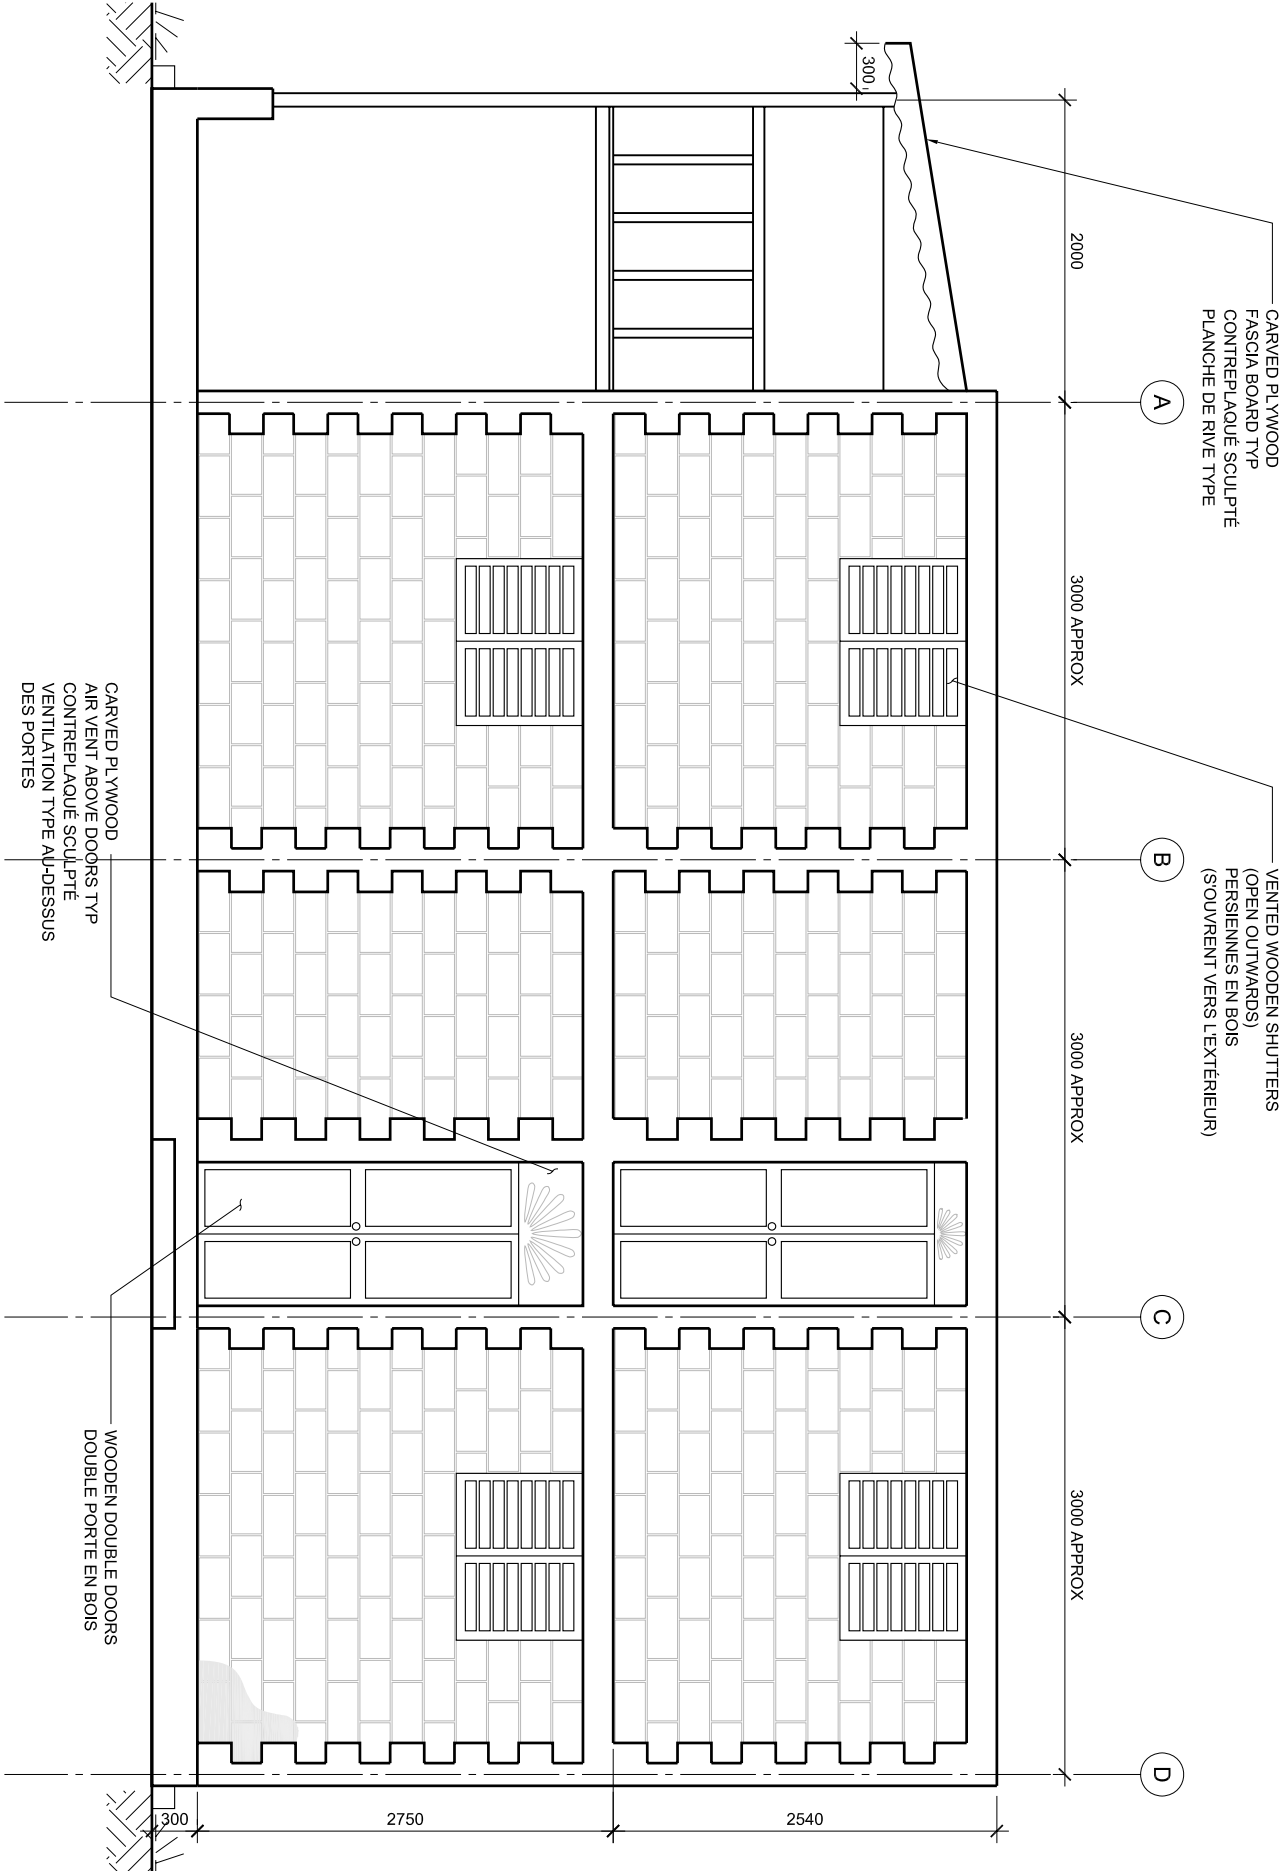 CARVED PLYWOOD
FASCIA BOARD TYP
CONTREPLAQUÉ SCULPTÉ
PLANCHE DE RIVE TYPE
VENTED WOODEN SHUTTERS
(OPEN OUTWARDS)
PERSIENNES EN BOIS
(S'OUVRENT VERS L'EXTÉRIEUR)
A
B
C
D
2000
3000 APPROX
3000 APPROX
3000 APPROX
300
2540
2750
300
CARVED PLYWOOD
AIR VENT ABOVE DOORS TYP
CONTREPLAQUÉ SCULPTÉ
VENTILATION TYPE AU-DESSUS
DES PORTES
WOODEN DOUBLE DOORS
DOUBLE PORTE EN BOIS